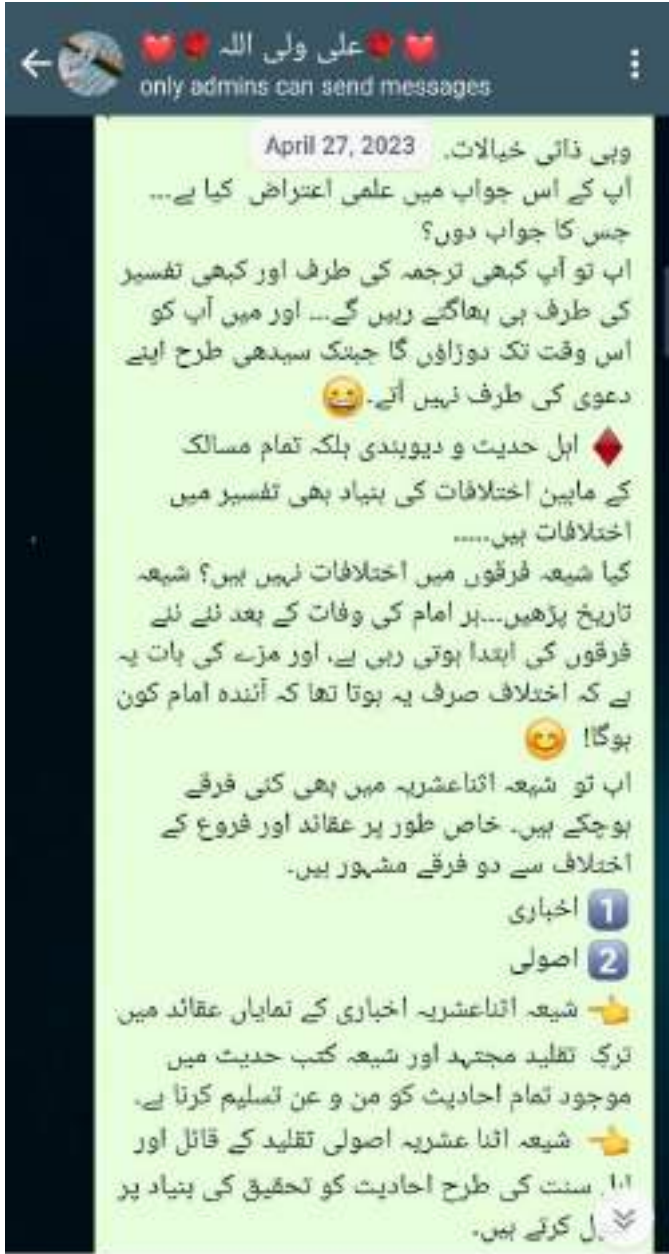 علی ولی اللہ
only admins can send messages
April 27, 2023
وہی ذاتی خیالات۔
آپ کے اس جواب میں علمی اعتراض کیا ہے...
جس کا جواب دوں؟
اب تو آپ کبھی ترجمہ کی طرف اور کبھی تفسیر
کی طرف ہی بھاگتے رہیں گے... اور میں آپ کو
اس وقت تک دوڑاؤں گا جبتک سیدھی طرح اپنے
دعوی کی طرف نہیں آتے۔😁
♦️ اہل حدیث و دیوبندی بلکہ تمام مسالک
کے مابین اختلافات کی بنیاد بھی تفسیر میں
اختلافات ہیں.....
کیا شیعہ فرقوں میں اختلافات نہیں ہیں؟ شیعہ
تاریخ پڑھیں...ہر امام کی وفات کے بعد نئے نئے
فرقوں کی ابتدا ہوتی رہی ہے، اور مزے کی بات یہ
ہے کہ اختلاف صرف یہ ہوتا تھا کہ آئندہ امام کون
ہوگا! 😊
اب تو شیعہ اثناعشریہ میں بھی کئی فرقے
ہوچکے ہیں۔ خاص طور پر عقائد اور فروع کے
اختلاف سے دو فرقے مشہور ہیں۔
1️⃣ اخباری
2️⃣ اصولی
👈 شیعہ اثناعشریہ اخباری کے نمایاں عقائد میں
ترکِ تقلید مجتہد اور شیعہ کتب حدیث میں
موجود تمام احادیث کو من و عن تسلیم کرنا ہے۔
👈 شیعہ اثنا عشریہ اصولی تقلید کے قائل اور
سنت کی طرح احادیث کو تحقیق کی بنیاد پر
کرتے ہیں۔